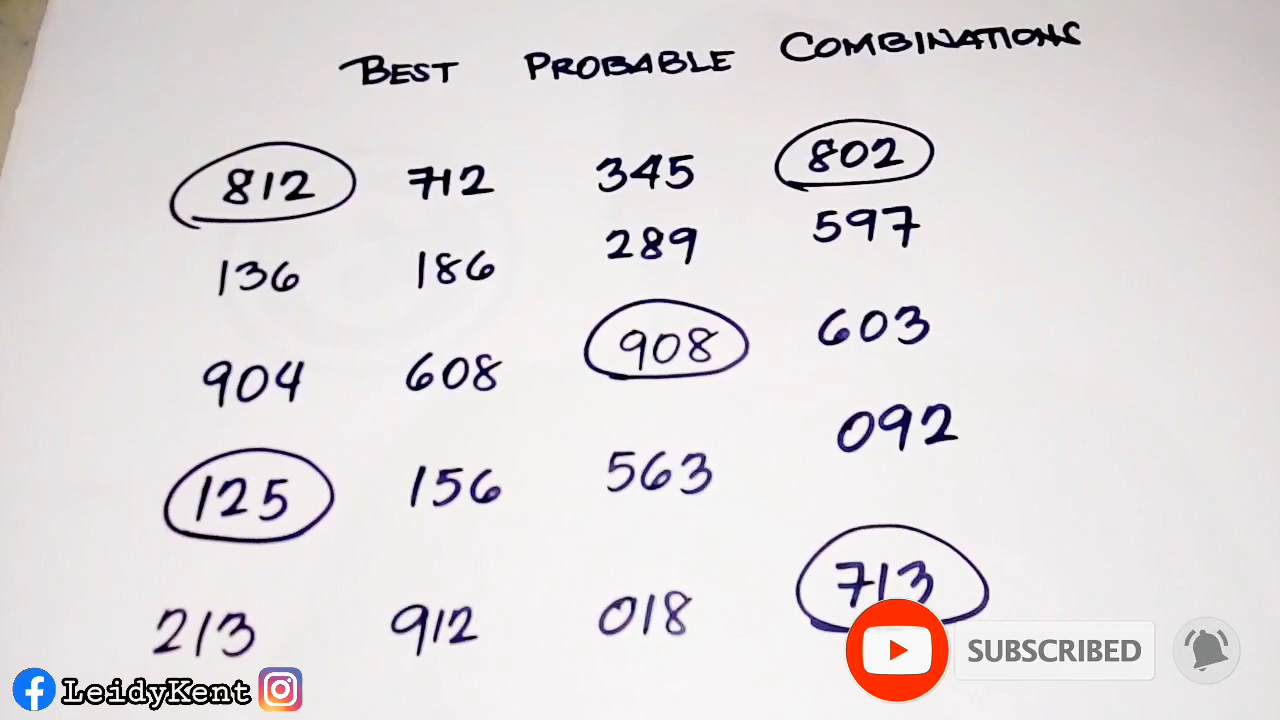 BEST PROBABLE COMBINATIONS
812 712 345 802
136 186 289 597
904 608 908 603
125 156 563 092
213 912 018 713
SUBSCRIBED
LeidyKent